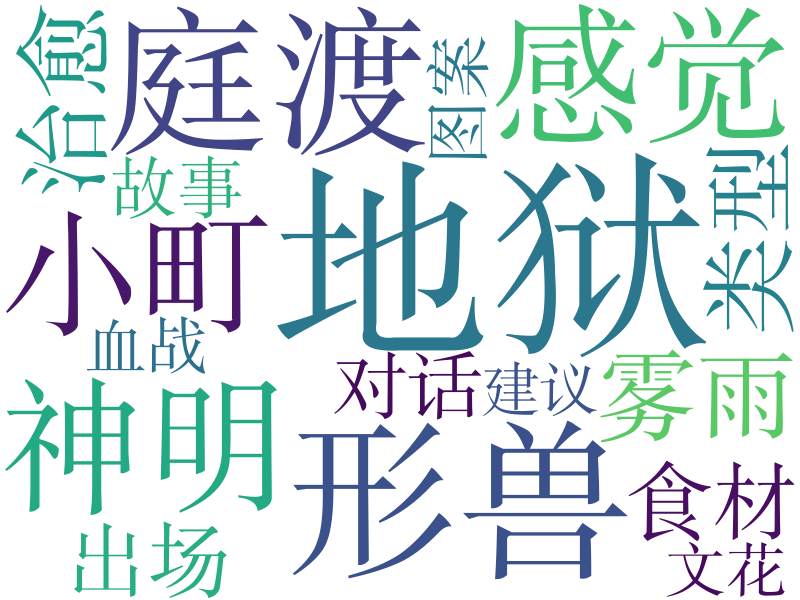 治愈
庭渡
图案
感觉
故事
地狱
类型
小町
血战
对话
建议
雾雨
神明
形兽
食材
出场
文花